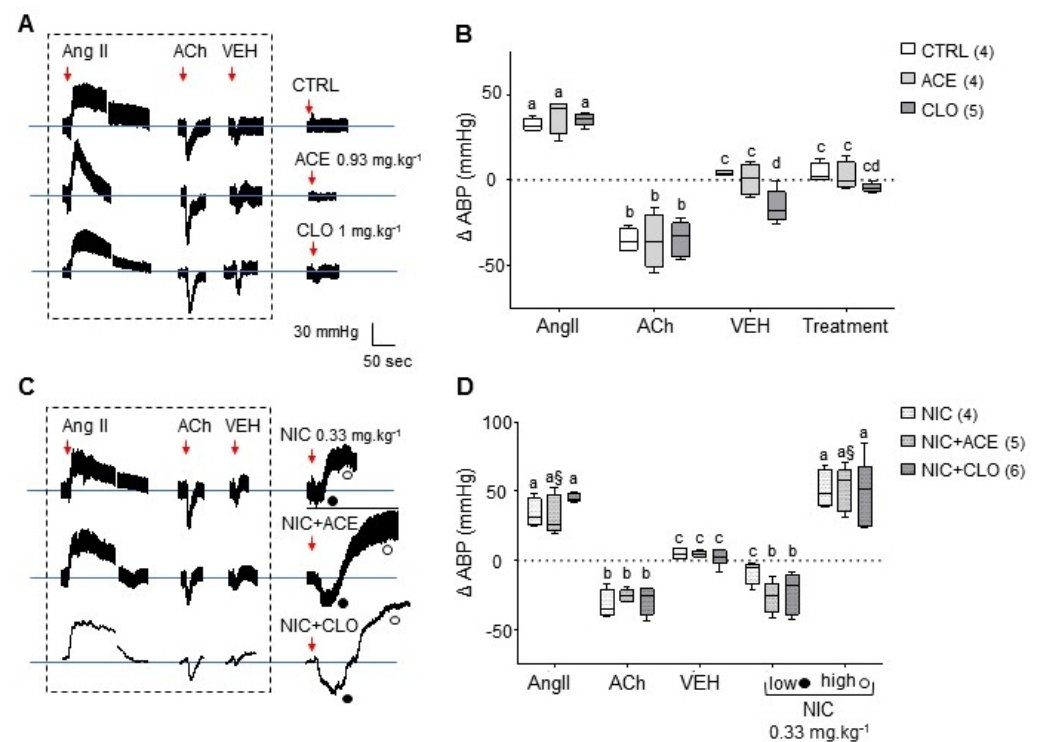 A
Ang II ACh VEH
CTRL
ACE 0.93 mg.kg-1
CLO 1 mg.kg-1
30 mmHg
50 sec
B
CTRL (4)
ACE (4)
CLO (5)
Δ ABP (mmHg)
50
0
-50
a a a
b b b
c c d
c c cd
AngII ACh VEH Treatment
C
Ang II ACh VEH
NIC 0.33 mg.kg-1
NIC+ACE
NIC+CLO
D
NIC (4)
NIC+ACE (5)
NIC+CLO (6)
Δ ABP (mmHg)
100
50
0
-50
a a§ a
b b b
c c c
c b b
a a§ a
AngII ACh VEH low high
NIC
0.33 mg.kg-1